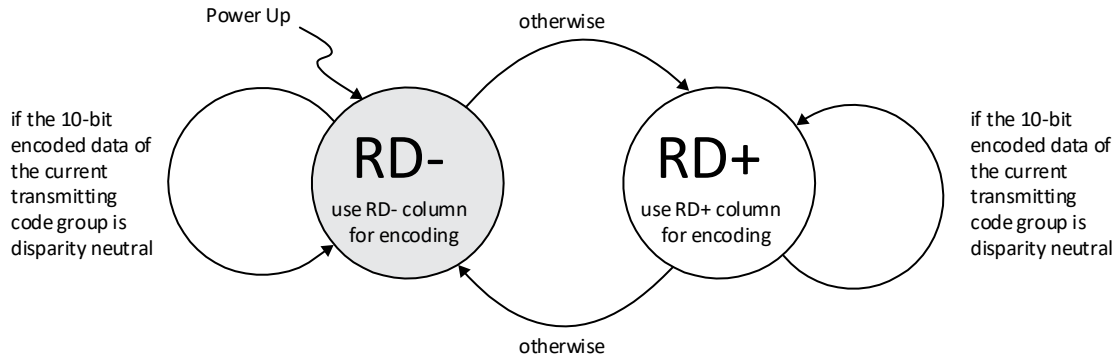 Power Up
otherwise
if the 10-bit
encoded data of
the current
transmitting
code group is
disparity neutral
RD-
use RD- column
for encoding
RD+
use RD+ column
for encoding
if the 10-bit
encoded data of
the current
transmitting
code group is
disparity neutral
otherwise